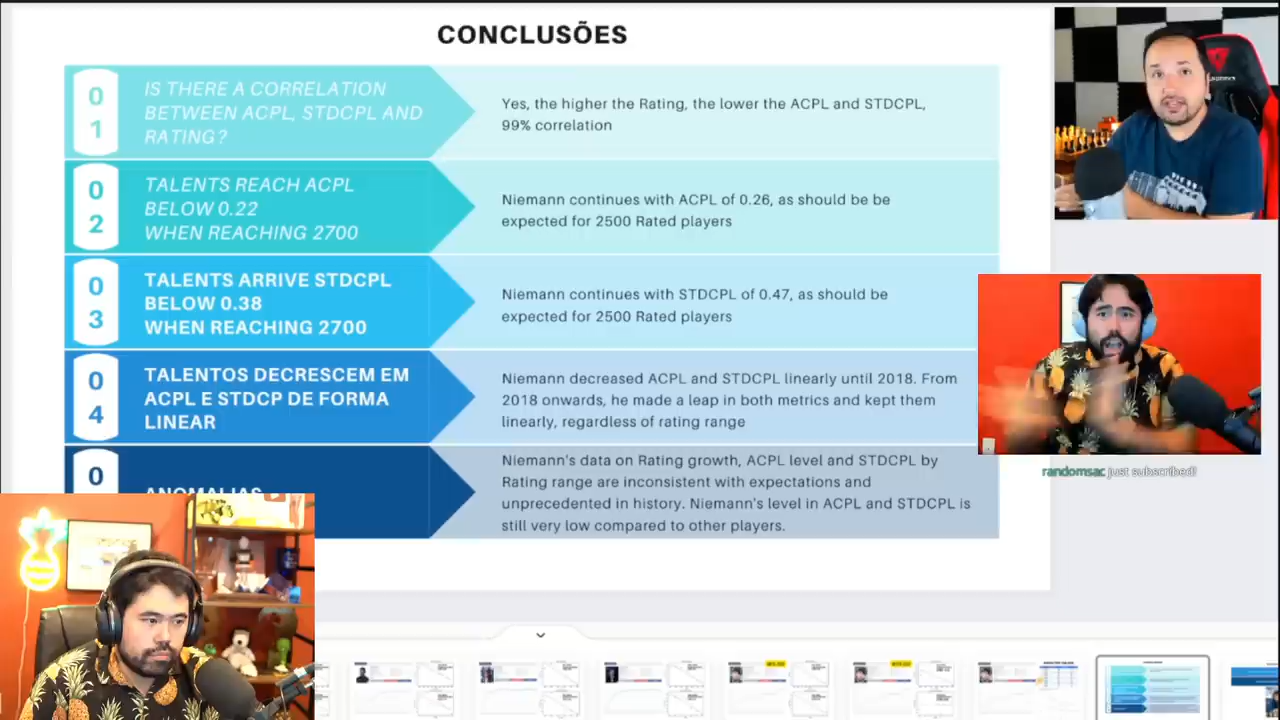 CONCLUSÕES
0
1
IS THERE A CORRELATION
BETWEEN ACPL, STDCPL AND
RATING?
Yes, the higher the Rating, the lower the ACPL and STDCPL,
99% correlation
0
2
TALENTS REACH ACPL
BELOW 0.22
WHEN REACHING 2700
Niemann continues with ACPL of 0.26, as should be be
expected for 2500 Rated players
0
3
TALENTS ARRIVE STDCPL
BELOW 0.38
WHEN REACHING 2700
Niemann continues with STDCPL of 0.47, as should be
expected for 2500 Rated players
0
4
TALENTOS DECRESCEM EM
ACPL E STDCP DE FORMA
LINEAR
Niemann decreased ACPL and STDCPL linearly until 2018. From
2018 onwards, he made a leap in both metrics and kept them
linearly, regardless of rating range
0
ANOMALIAS
Niemann's data on Rating growth, ACPL level and STDCPL by
Rating range are inconsistent with expectations and
unprecedented in history. Niemann's level in ACPL and STDCPL is
still very low compared to other players.
randomsac just subscribed!